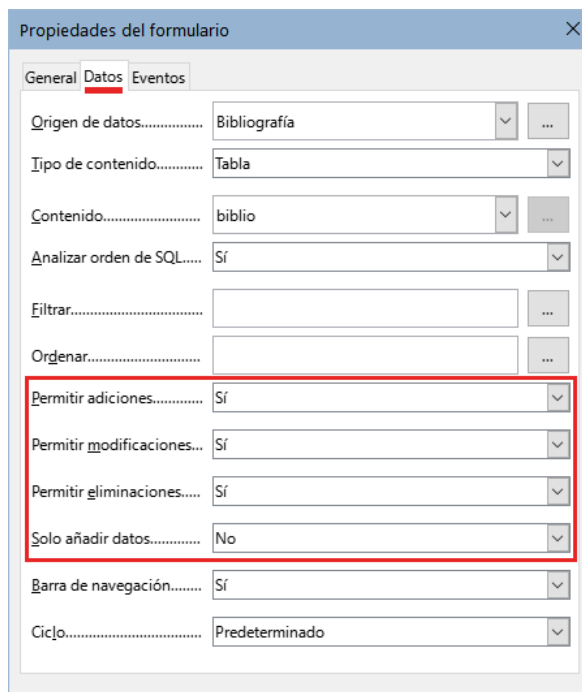 Propiedades del formulario
General Datos Eventos
Origen de datos................ Bibliografía ...
Tipo de contenido............ Tabla
Contenido......................... biblio ...
Analizar orden de SQL..... Sí
Filtrar.................................. ...
Ordenar............................. ...
Permitir adiciones............. Sí
Permitir modificaciones... Sí
Permitir eliminaciones..... Sí
Solo añadir datos............. No
Barra de navegación........ Sí
Ciclo................................... Predeterminado